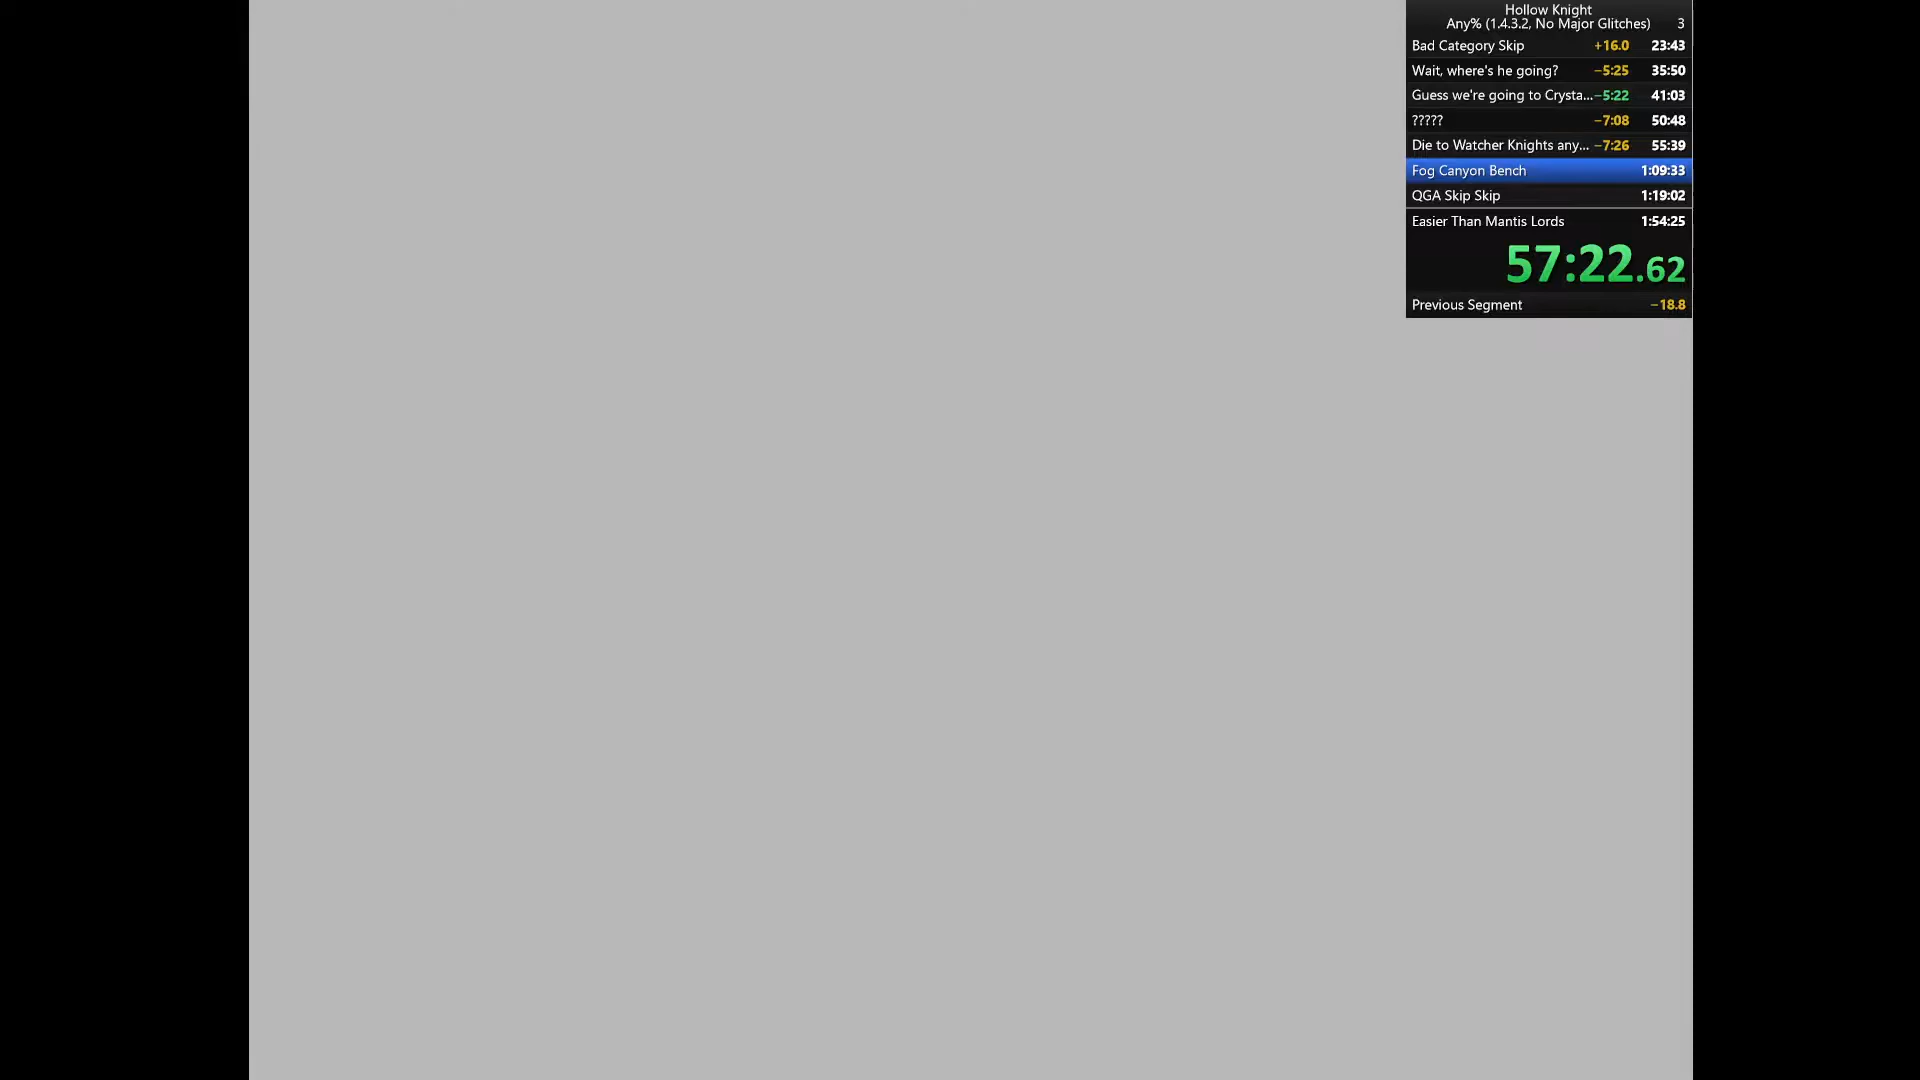 Hollow Knight
Any% (1.4.3.2, No Major Glitches) 3
Bad Category Skip +16.0 23:43
Wait, where's he going? −5:25 35:50
Guess we're going to Crysta... −5:22 41:03
????? −7:08 50:48
Die to Watcher Knights any... −7:26 55:39
Fog Canyon Bench 1:09:33
QGA Skip Skip 1:19:02
Easier Than Mantis Lords 1:54:25
57:22.62
Previous Segment −18.8